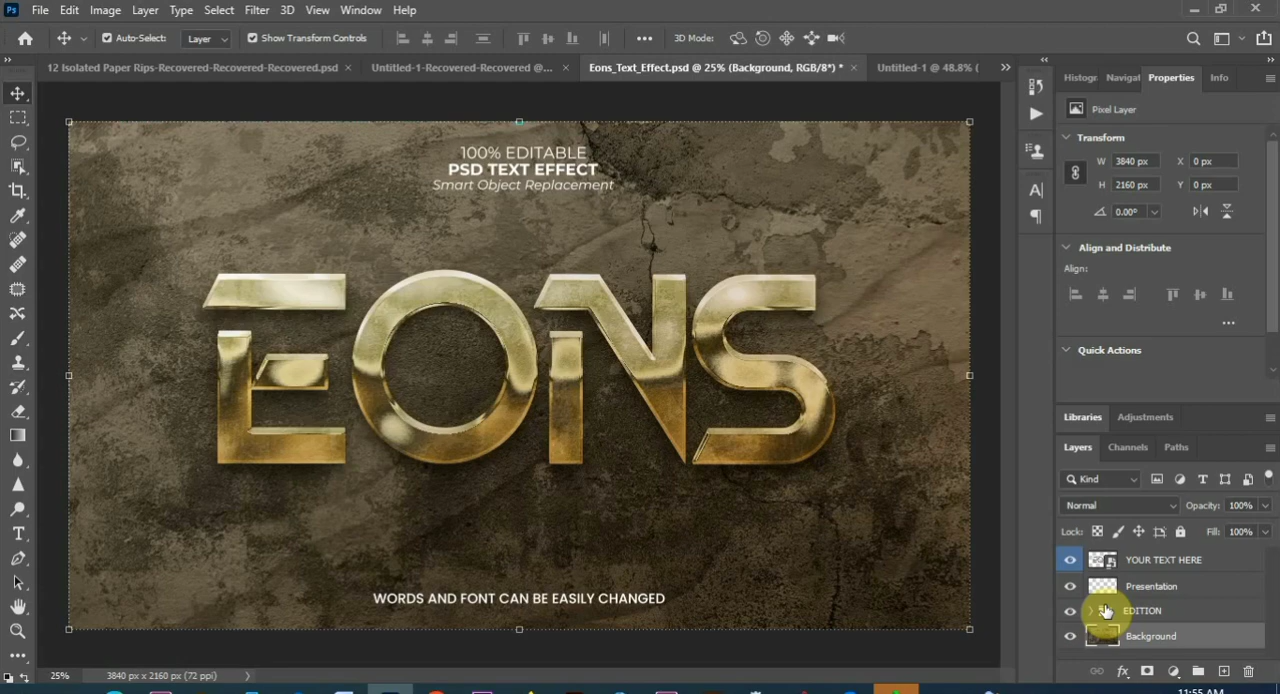 Ps File Edit Image Layer Type Select Filter 3D View Window Help
Auto-Select: Layer Show Transform Controls 3D Mode:
12 Isolated Paper Rips-Recovered-Recovered-Recovered.psd × Untitled-1-Recovered-Recovered @... × Eons_Text_Effect.psd @ 25% (Background, RGB/8*) * × Untitled-1 @ 48.8% (
Navigat Properties Info
Pixel Layer
Transform
W 3840 px X 0 px
H 2160 px Y 0 px
0.00°
Align and Distribute
Align:
Quick Actions
Libraries Adjustments
Layers Channels Paths
Kind
Normal Opacity: 100%
Lock: Fill: 100%
YOUR TEXT HERE
Presentation
EDITION
Background
100% EDITABLE
PSD TEXT EFFECT
Smart Object Replacement
EONS
WORDS AND FONT CAN BE EASILY CHANGED
25% 3840 px x 2160 px (72 ppi)
11:55 AM